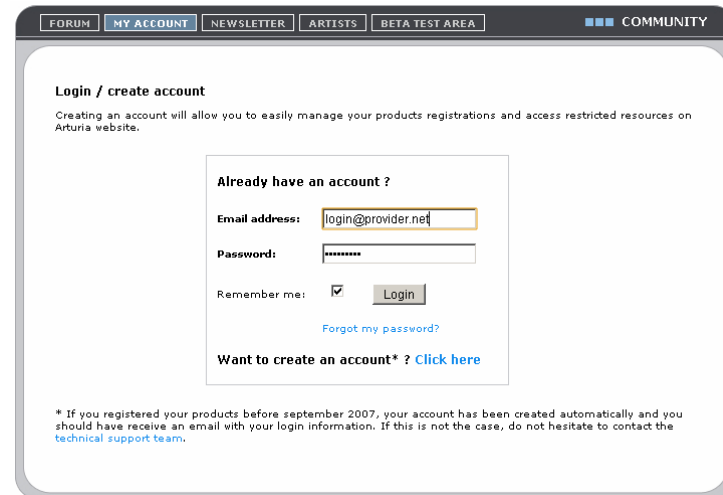 FORUM MY ACCOUNT NEWSLETTER ARTISTS BETA TEST AREA COMMUNITY
Login / create account
Creating an account will allow you to easily manage your products registrations and access restricted resources on
Arturia website.
Already have an account ?
Email address: login@provider.net
Password: •••••••••
Remember me: Login
Forgot my password?
Want to create an account* ? Click here
* If you registered your products before september 2007, your account has been created automatically and you
should have receive an email with your login information. If this is not the case, do not hesitate to contact the
technical support team.